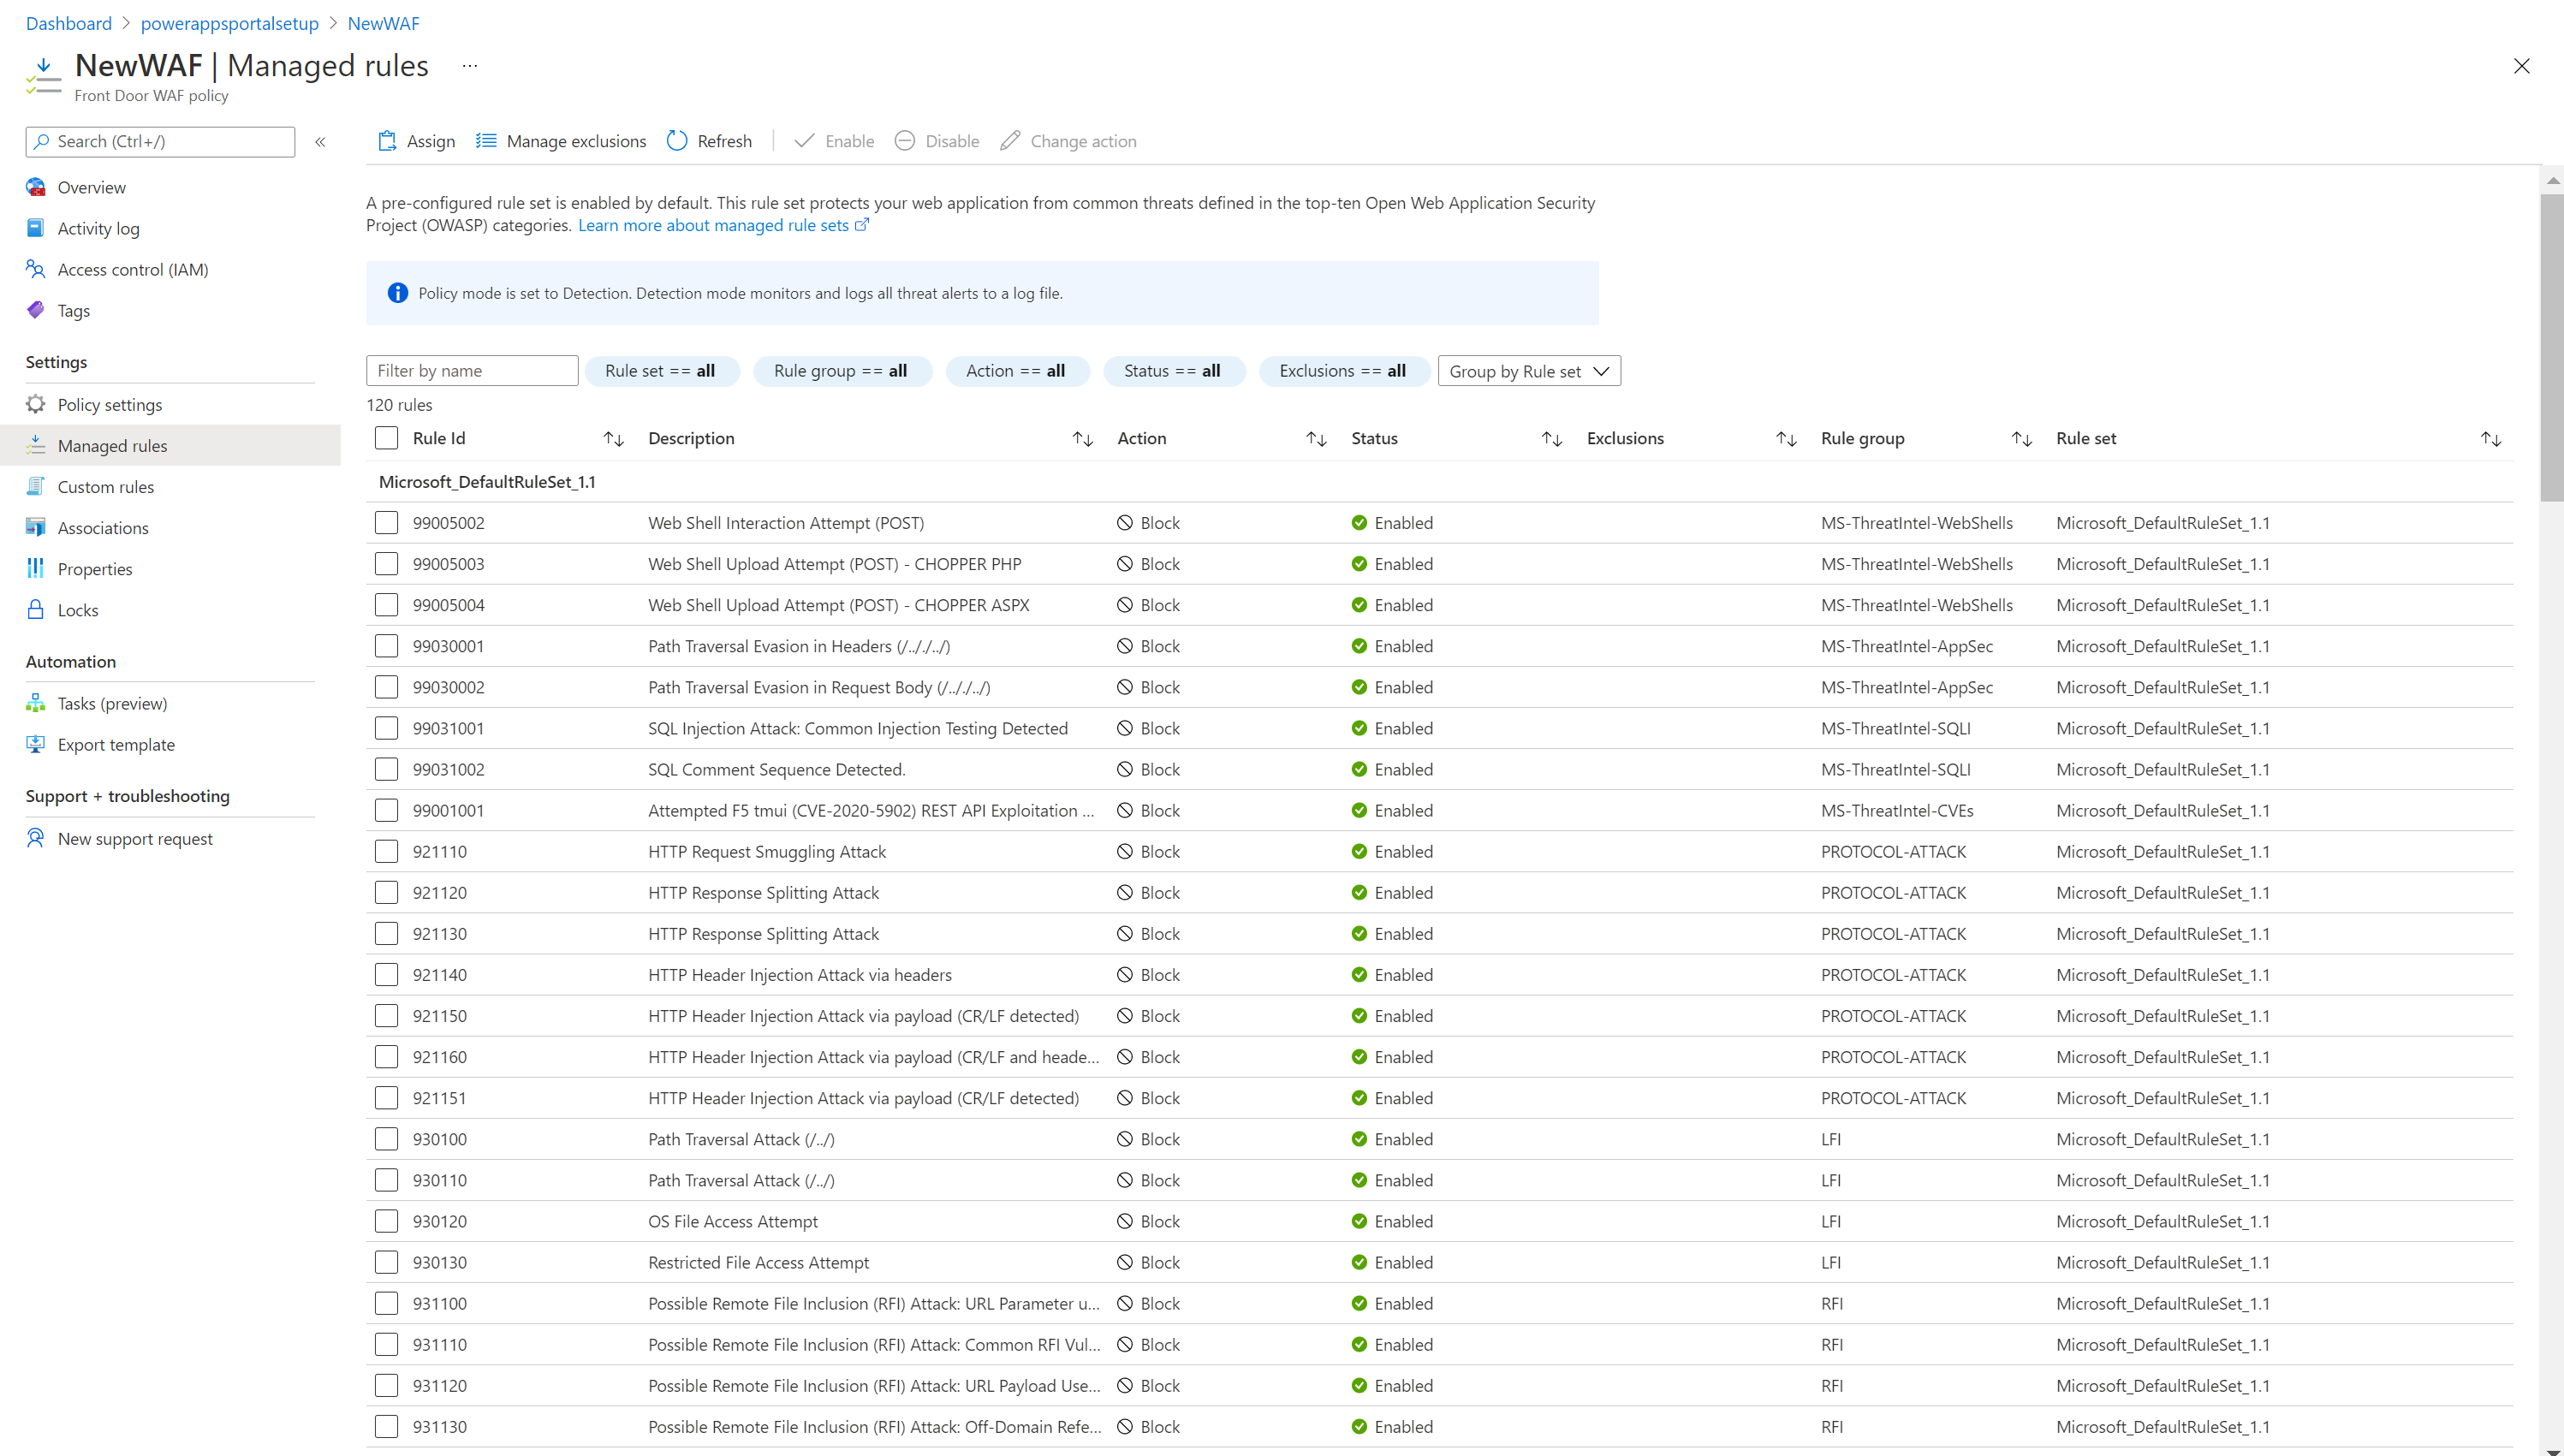 Dashboard > powerappsportalsetup > NewWAF
NewWAF | Managed rules ...
Front Door WAF policy
Search (Ctrl+/) «
Overview
Activity log
Access control (IAM)
Tags
Settings
Policy settings
Managed rules
Custom rules
Associations
Properties
Locks
Automation
Tasks (preview)
Export template
Support + troubleshooting
New support request
Assign Manage exclusions Refresh Enable Disable Change action
A pre-configured rule set is enabled by default. This rule set protects your web application from common threats defined in the top-ten Open Web Application Security
Project (OWASP) categories. Learn more about managed rule sets
Policy mode is set to Detection. Detection mode monitors and logs all threat alerts to a log file.
Filter by name Rule set == all Rule group == all Action == all Status == all Exclusions == all Group by Rule set
120 rules
Rule Id Description Action Status Exclusions Rule group Rule set
Microsoft_DefaultRuleSet_1.1
99005002 Web Shell Interaction Attempt (POST) Block Enabled MS-ThreatIntel-WebShells Microsoft_DefaultRuleSet_1.1
99005003 Web Shell Upload Attempt (POST) - CHOPPER PHP Block Enabled MS-ThreatIntel-WebShells Microsoft_DefaultRuleSet_1.1
99005004 Web Shell Upload Attempt (POST) - CHOPPER ASPX Block Enabled MS-ThreatIntel-WebShells Microsoft_DefaultRuleSet_1.1
99030001 Path Traversal Evasion in Headers (/.././../) Block Enabled MS-ThreatIntel-AppSec Microsoft_DefaultRuleSet_1.1
99030002 Path Traversal Evasion in Request Body (/.././../) Block Enabled MS-ThreatIntel-AppSec Microsoft_DefaultRuleSet_1.1
99031001 SQL Injection Attack: Common Injection Testing Detected Block Enabled MS-ThreatIntel-SQLI Microsoft_DefaultRuleSet_1.1
99031002 SQL Comment Sequence Detected. Block Enabled MS-ThreatIntel-SQLI Microsoft_DefaultRuleSet_1.1
99001001 Attempted F5 tmui (CVE-2020-5902) REST API Exploitation ... Block Enabled MS-ThreatIntel-CVEs Microsoft_DefaultRuleSet_1.1
921110 HTTP Request Smuggling Attack Block Enabled PROTOCOL-ATTACK Microsoft_DefaultRuleSet_1.1
921120 HTTP Response Splitting Attack Block Enabled PROTOCOL-ATTACK Microsoft_DefaultRuleSet_1.1
921130 HTTP Response Splitting Attack Block Enabled PROTOCOL-ATTACK Microsoft_DefaultRuleSet_1.1
921140 HTTP Header Injection Attack via headers Block Enabled PROTOCOL-ATTACK Microsoft_DefaultRuleSet_1.1
921150 HTTP Header Injection Attack via payload (CR/LF detected) Block Enabled PROTOCOL-ATTACK Microsoft_DefaultRuleSet_1.1
921160 HTTP Header Injection Attack via payload (CR/LF and heade... Block Enabled PROTOCOL-ATTACK Microsoft_DefaultRuleSet_1.1
921151 HTTP Header Injection Attack via payload (CR/LF detected) Block Enabled PROTOCOL-ATTACK Microsoft_DefaultRuleSet_1.1
930100 Path Traversal Attack (/../) Block Enabled LFI Microsoft_DefaultRuleSet_1.1
930110 Path Traversal Attack (/../) Block Enabled LFI Microsoft_DefaultRuleSet_1.1
930120 OS File Access Attempt Block Enabled LFI Microsoft_DefaultRuleSet_1.1
930130 Restricted File Access Attempt Block Enabled LFI Microsoft_DefaultRuleSet_1.1
931100 Possible Remote File Inclusion (RFI) Attack: URL Parameter u... Block Enabled RFI Microsoft_DefaultRuleSet_1.1
931110 Possible Remote File Inclusion (RFI) Attack: Common RFI Vul... Block Enabled RFI Microsoft_DefaultRuleSet_1.1
931120 Possible Remote File Inclusion (RFI) Attack: URL Payload Use... Block Enabled RFI Microsoft_DefaultRuleSet_1.1
931130 Possible Remote File Inclusion (RFI) Attack: Off-Domain Refe... Block Enabled RFI Microsoft_DefaultRuleSet_1.1